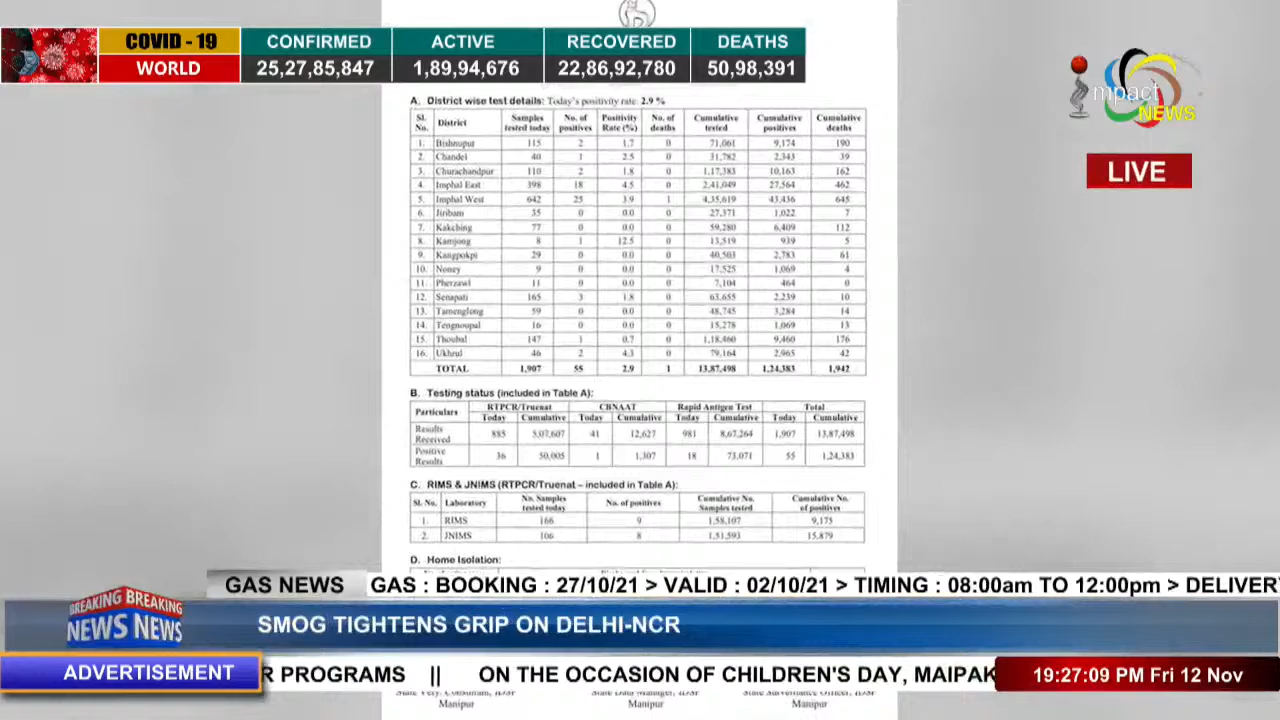 COVID - 19 CONFIRMED ACTIVE RECOVERED DEATHS
WORLD 25,27,85,847 1,89,94,676 22,86,92,780 50,98,391
mpact
NEWS
LIVE
A. District wise test details: Today's positivity rate: 2.9 %
Sl. No. District Samples tested today No. of positives Positivity Rate (%) No. of deaths Cumulative tested Cumulative positives Cumulative deaths
1. Bishnupur 115 2 1.7 0 71,061 9,174 190
2. Chandel 40 1 2.5 0 31,782 2,343 39
3. Churachandpur 110 2 1.8 0 1,17,383 10,163 162
4. Imphal East 398 18 4.5 0 2,41,049 27,564 462
5. Imphal West 642 25 3.9 1 4,35,619 43,436 645
6. Jiribam 35 0 0.0 0 27,371 1,022 7
7. Kakching 77 0 0.0 0 59,280 6,409 112
8. Kamjong 8 1 12.5 0 13,519 939 5
9. Kangpokpi 29 0 0.0 0 40,503 2,783 61
10. Noney 9 0 0.0 0 17,525 1,069 4
11. Pherzawl 11 0 0.0 0 7,104 464 0
12. Senapati 165 3 1.8 0 63,655 2,239 10
13. Tamenglong 59 0 0.0 0 48,745 3,284 14
14. Tengnoupal 16 0 0.0 0 15,278 1,069 13
15. Thoubal 147 1 0.7 0 1,18,460 9,460 176
16. Ukhrul 46 2 4.3 0 79,164 2,965 42
TOTAL 1,907 55 2.9 1 13,87,498 1,24,383 1,942
B. Testing status (included in Table A):
Particulars RTPCR/Truenat CBNAAT Rapid Antigen Test Total
Today Cumulative Today Cumulative Today Cumulative Today Cumulative
Results Received 885 5,07,607 41 12,627 981 8,67,264 1,907 13,87,498
Positive Results 36 50,005 1 1,307 18 73,071 55 1,24,383
C. RIMS & JNIMS (RTPCR/Truenat – included in Table A):
Sl. No. Laboratory No. Samples tested today No. of positives Cumulative No. Samples tested Cumulative No. of positives
1. RIMS 166 9 1,58,107 9,175
2. JNIMS 106 8 1,51,593 15,879
D. Home Isolation:
GAS NEWS GAS : BOOKING : 27/10/21 > VALID : 02/10/21 > TIMING : 08:00am TO 12:00pm > DELIVER
BREAKING BREAKING
NEWS NEWS
SMOG TIGHTENS GRIP ON DELHI-NCR
ADVERTISEMENT R PROGRAMS || ON THE OCCASION OF CHILDREN'S DAY, MAIPAK 19:27:09 PM Fri 12 Nov
Manipur Manipur Manipur